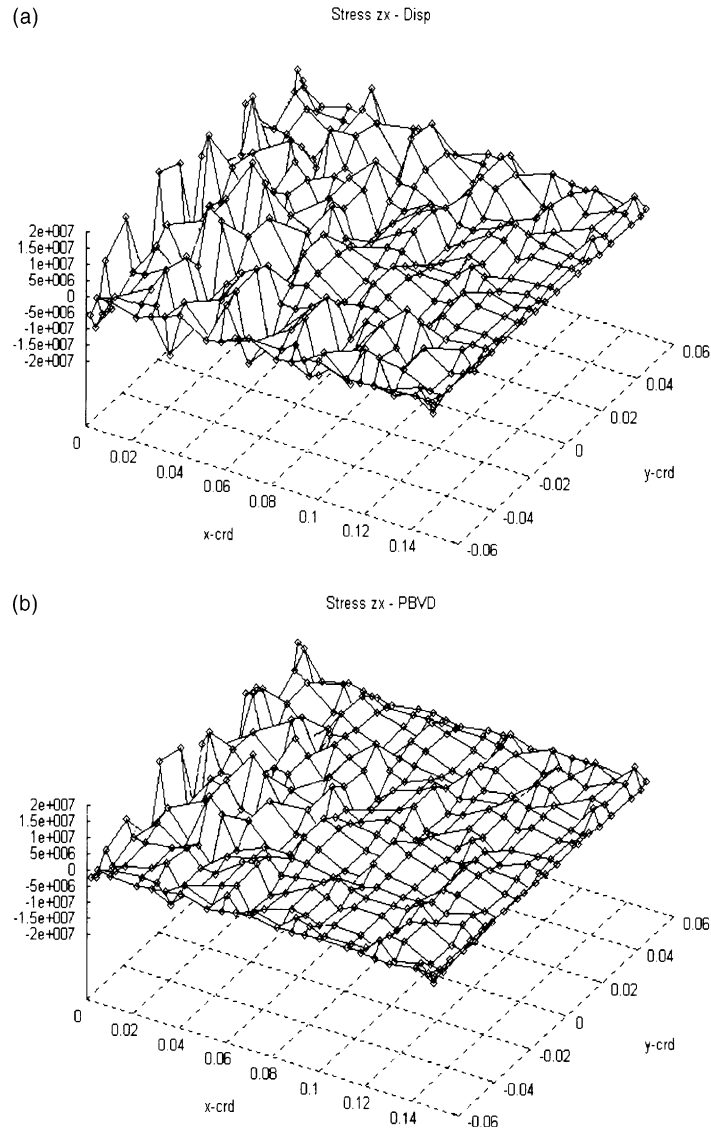 (a)
Stress zx - Disp
2e+007
1.5e+007
1e+007
5e+006
0
-5e+006
-1e+007
-1.5e+007
-2e+007
0
0.02
0.04
0.06
0.08
0.1
0.12
0.14
x-crd
-0.06
-0.04
-0.02
0
0.02
0.04
0.06
y-crd
(b)
Stress zx - PBVD
2e+007
1.5e+007
1e+007
5e+006
0
-5e+006
-1e+007
-1.5e+007
-2e+007
0
0.02
0.04
0.06
0.08
0.1
0.12
0.14
x-crd
-0.06
-0.04
-0.02
0
0.02
0.04
0.06
y-crd